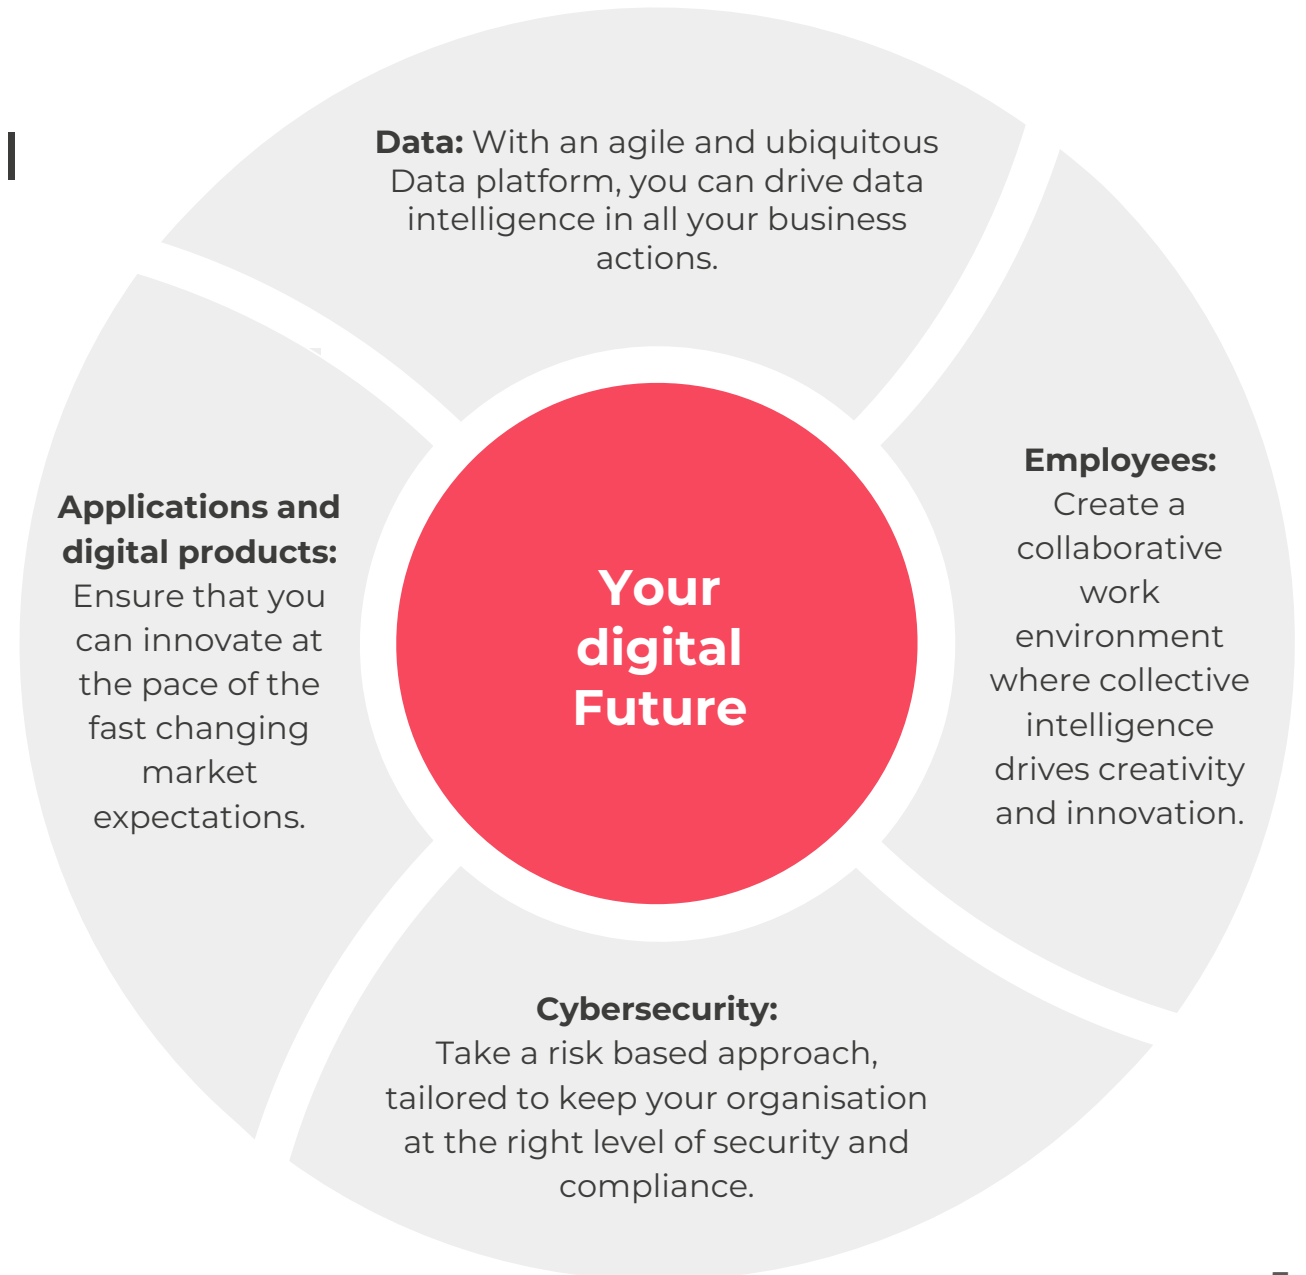 Data: With an agile and ubiquitous
Data platform, you can drive data
intelligence in all your business
actions.
Employees:
Create a
collaborative
work
environment
where collective
intelligence
drives creativity
and innovation.
Applications and
digital products:
Ensure that you
can innovate at
the pace of the
fast changing
market
expectations.
Your
digital
Future
Cybersecurity:
Take a risk based approach,
tailored to keep your organisation
at the right level of security and
compliance.